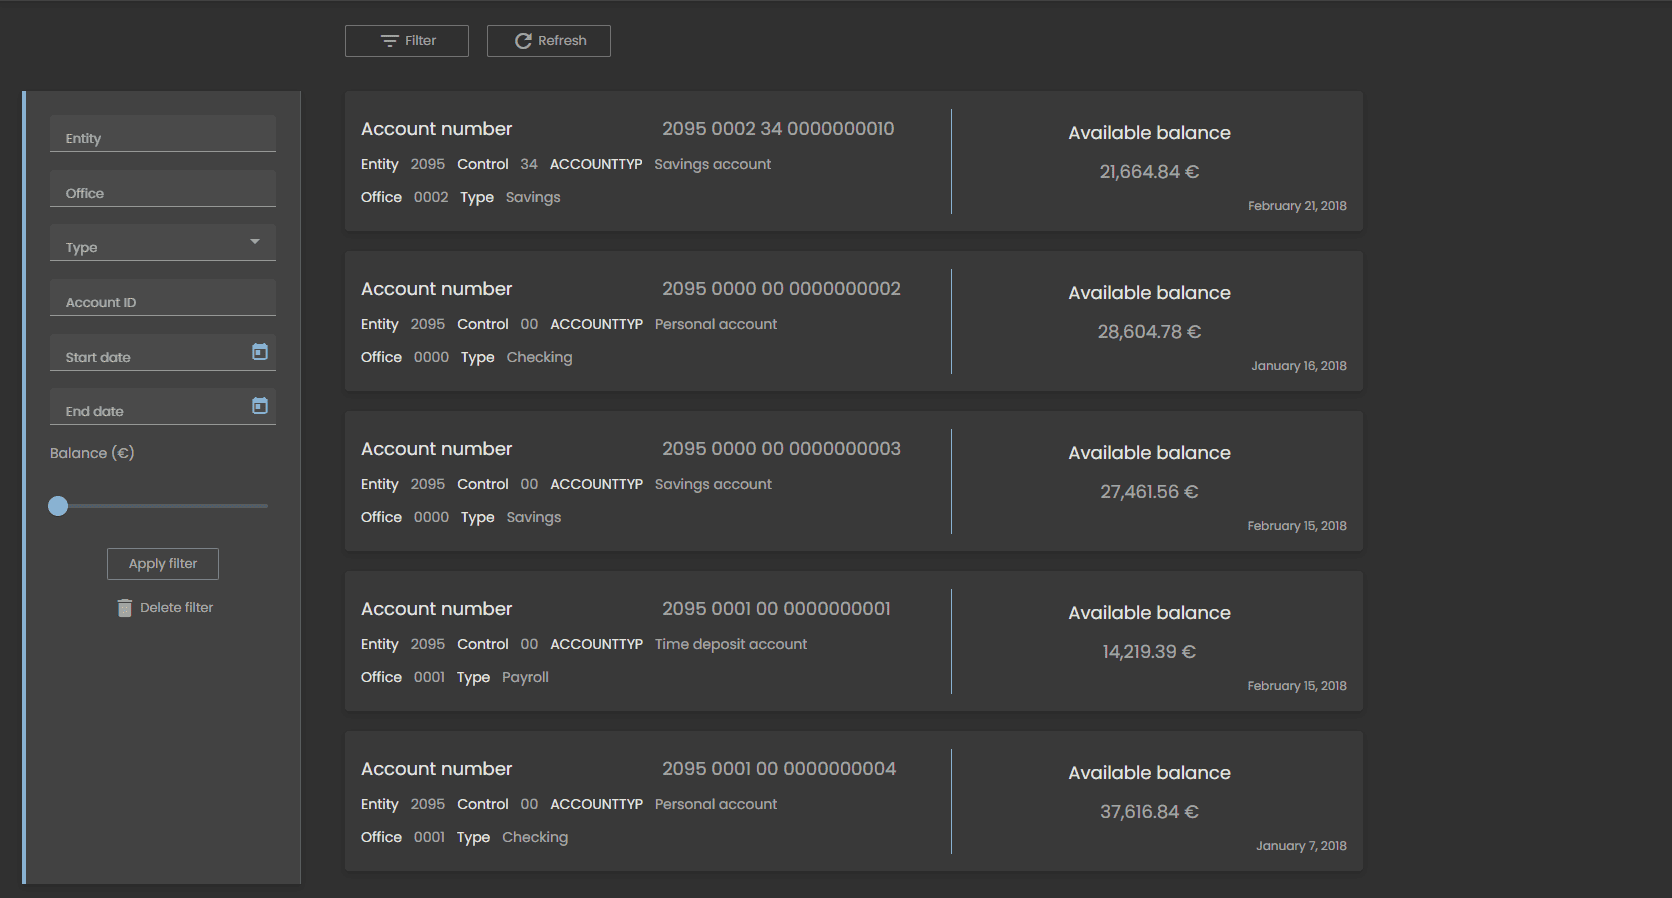 Filter Refresh
Entity
Office
Type
Account ID
Start date
End date
Balance (€)
Apply filter
Delete filter
Account number 2095 0002 34 0000000010
Entity 2095 Control 34 ACCOUNTTYP Savings account
Office 0002 Type Savings
Available balance
21,664.84 €
February 21, 2018
Account number 2095 0000 00 0000000002
Entity 2095 Control 00 ACCOUNTTYP Personal account
Office 0000 Type Checking
Available balance
28,604.78 €
January 16, 2018
Account number 2095 0000 00 0000000003
Entity 2095 Control 00 ACCOUNTTYP Savings account
Office 0000 Type Savings
Available balance
27,461.56 €
February 15, 2018
Account number 2095 0001 00 0000000001
Entity 2095 Control 00 ACCOUNTTYP Time deposit account
Office 0001 Type Payroll
Available balance
14,219.39 €
February 15, 2018
Account number 2095 0001 00 0000000004
Entity 2095 Control 00 ACCOUNTTYP Personal account
Office 0001 Type Checking
Available balance
37,616.84 €
January 7, 2018